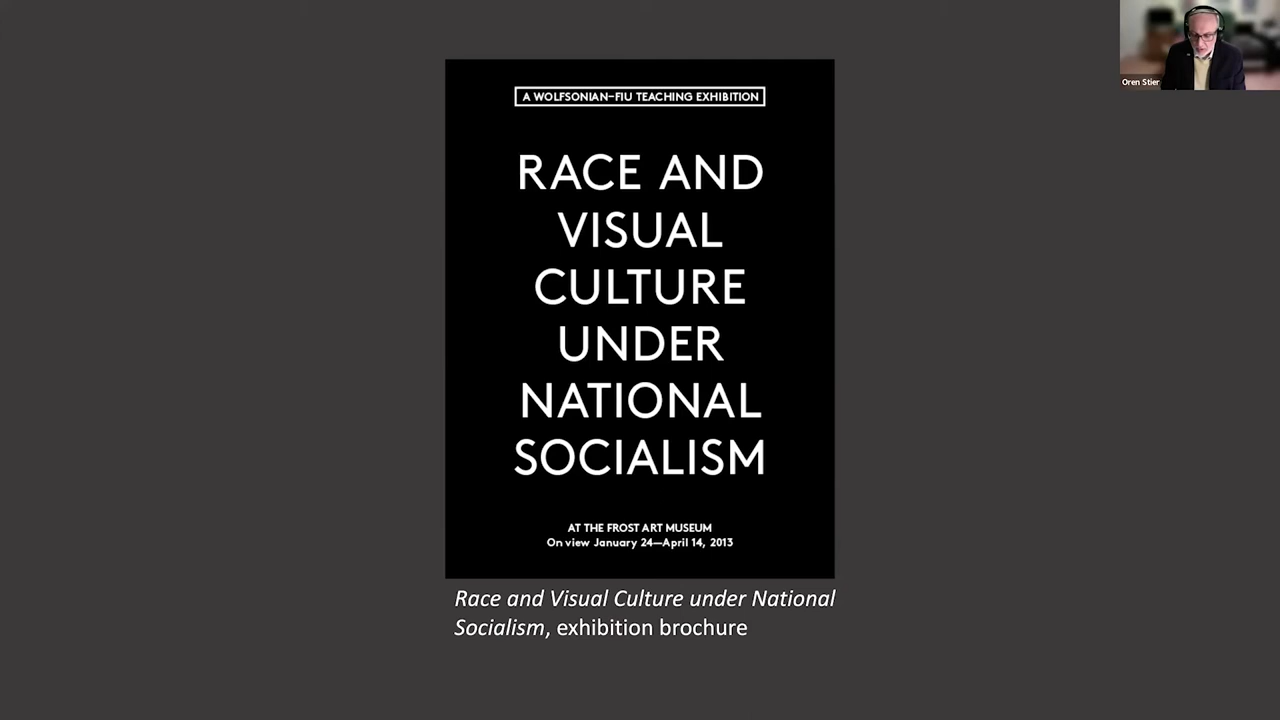 A WOLFSONIAN–FIU TEACHING EXHIBITION
RACE AND
VISUAL
CULTURE
UNDER
NATIONAL
SOCIALISM
AT THE FROST ART MUSEUM
On view January 24—April 14, 2013
Race and Visual Culture under National
Socialism, exhibition brochure
Oren Stier